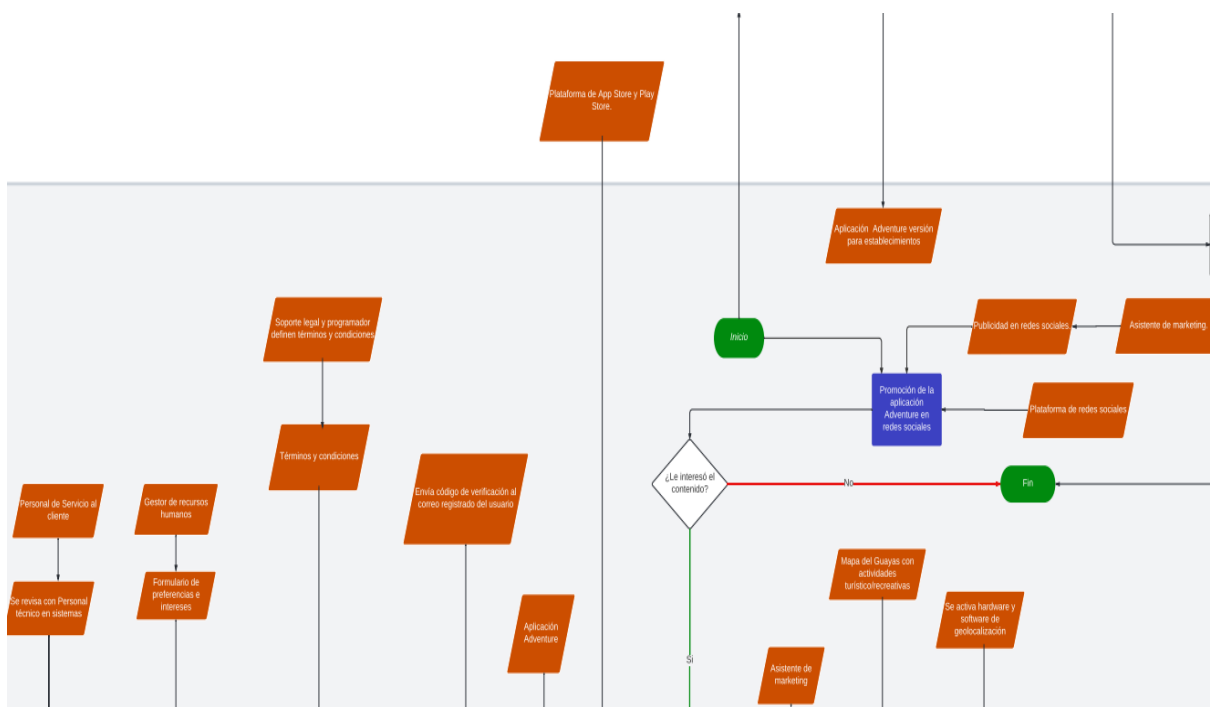 Plataforma de App Store y Play
Store.
Aplicación Adventure versión
para establecimientos
Soporte legal y programador
definen términos y condiciones
Inicio
Publicidad en redes sociales.
Asistente de marketing.
Promoción de la
aplicación
Adventure en
redes sociales
Plataforma de redes sociales
Términos y condiciones
¿Le interesó el
contenido?
No
Fin
Envía código de verificación al
correo registrado del usuario
Personal de Servicio al
cliente
Gestor de recursos
humanos
Mapa del Guayas con
actividades
turístico/recreativas
Formulario de
preferencias e
intereses
Se revisa con Personal
técnico en sistemas
Se activa hardware y
software de
geolocalización
Aplicación
Adventure
Si
Asistente de
marketing